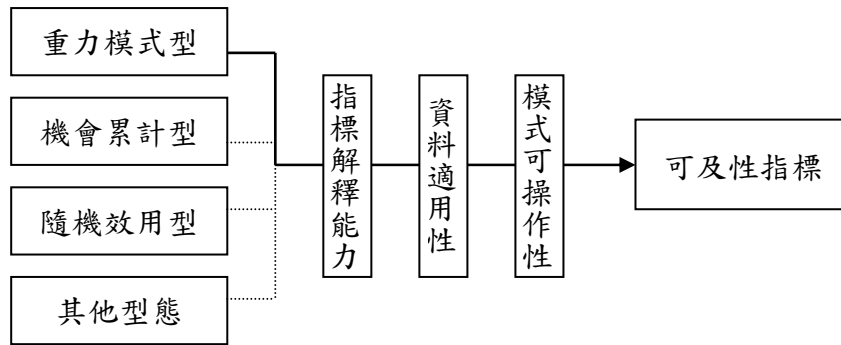 重力模式型
機會累計型
隨機效用型
其他型態
指標解釋能力
資料適用性
模式可操作性
可及性指標